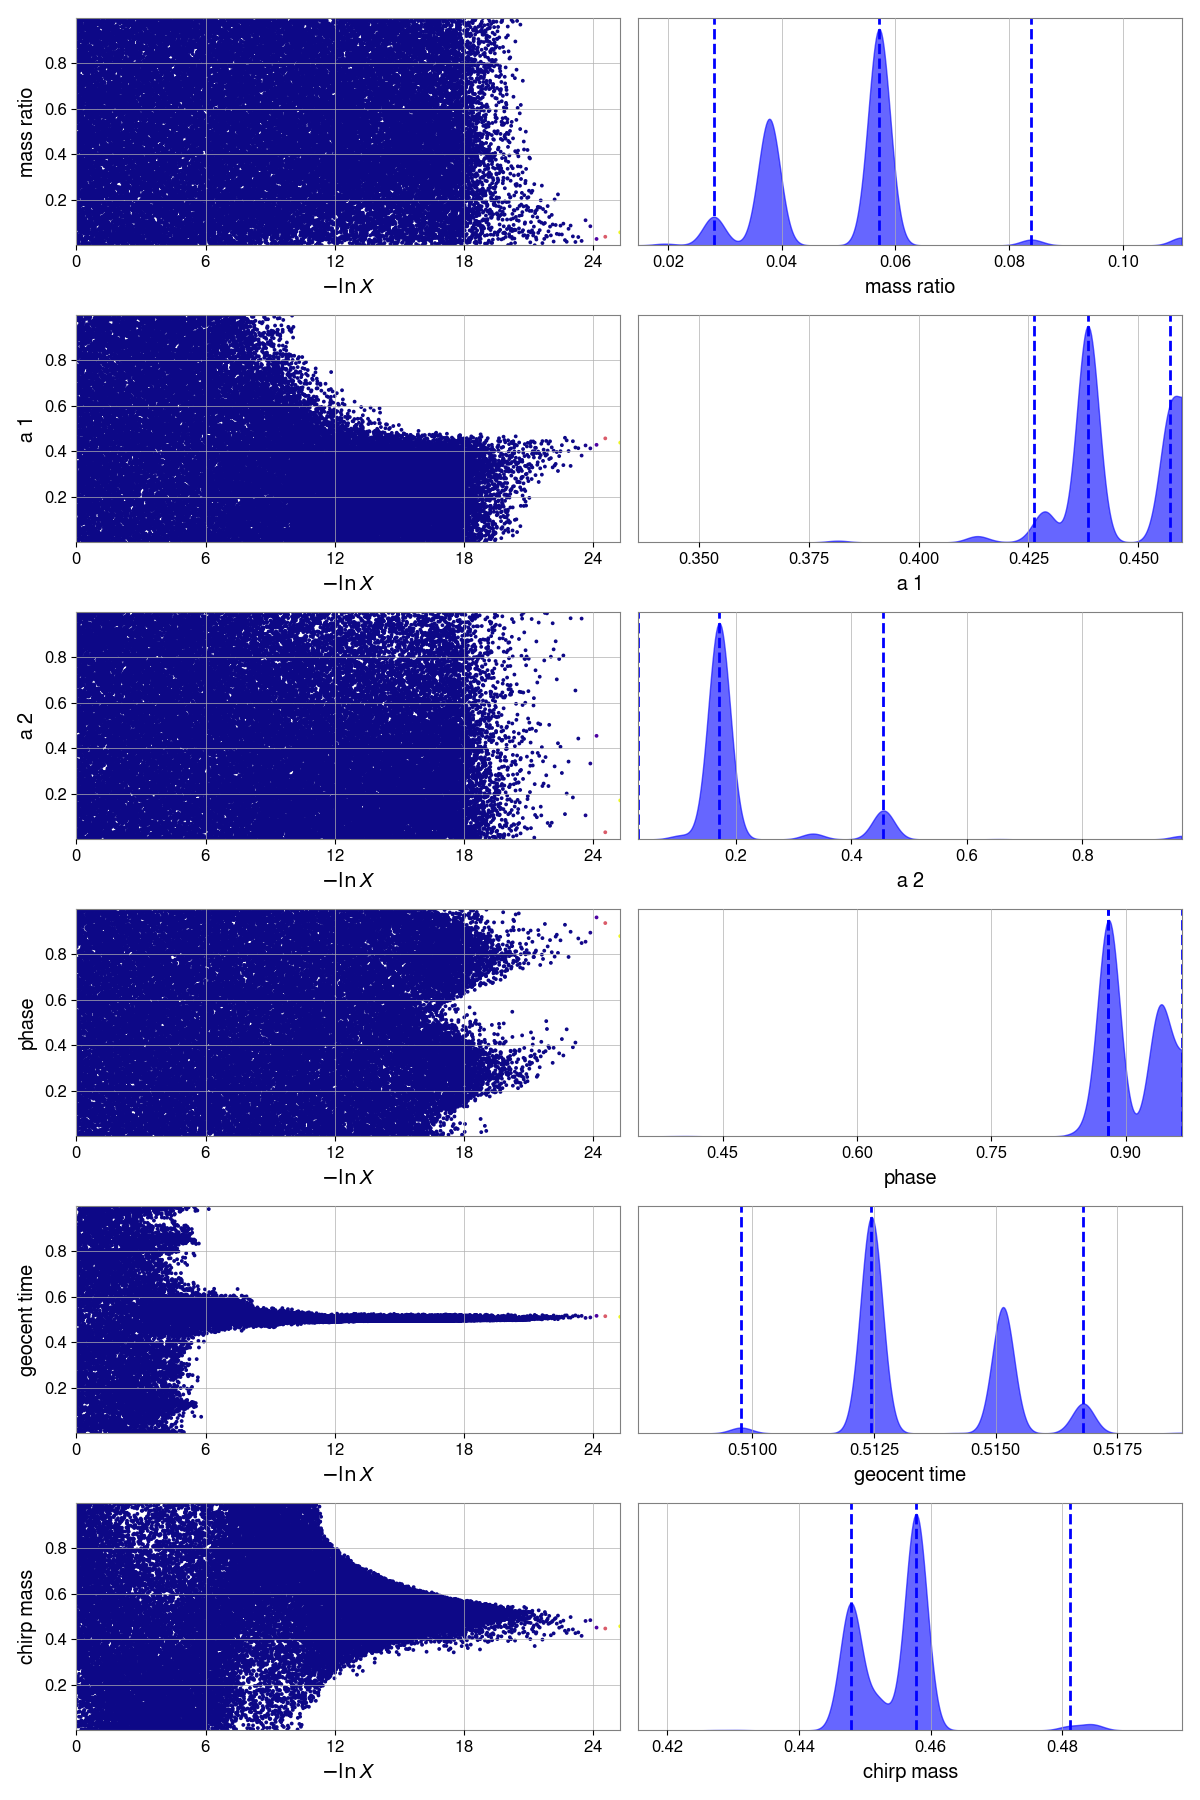 0.8
0.6
0.4
0.2
mass ratio
0 6 12 18 24
−ln X
0.02 0.04 0.06 0.08 0.10
mass ratio
0.8
0.6
0.4
0.2
a 1
0 6 12 18 24
−ln X
0.350 0.375 0.400 0.425 0.450
a 1
0.8
0.6
0.4
0.2
a 2
0 6 12 18 24
−ln X
0.2 0.4 0.6 0.8
a 2
0.8
0.6
0.4
0.2
phase
0 6 12 18 24
−ln X
0.45 0.60 0.75 0.90
phase
0.8
0.6
0.4
0.2
geocent time
0 6 12 18 24
−ln X
0.5100 0.5125 0.5150 0.5175
geocent time
0.8
0.6
0.4
0.2
chirp mass
0 6 12 18 24
−ln X
0.42 0.44 0.46 0.48
chirp mass